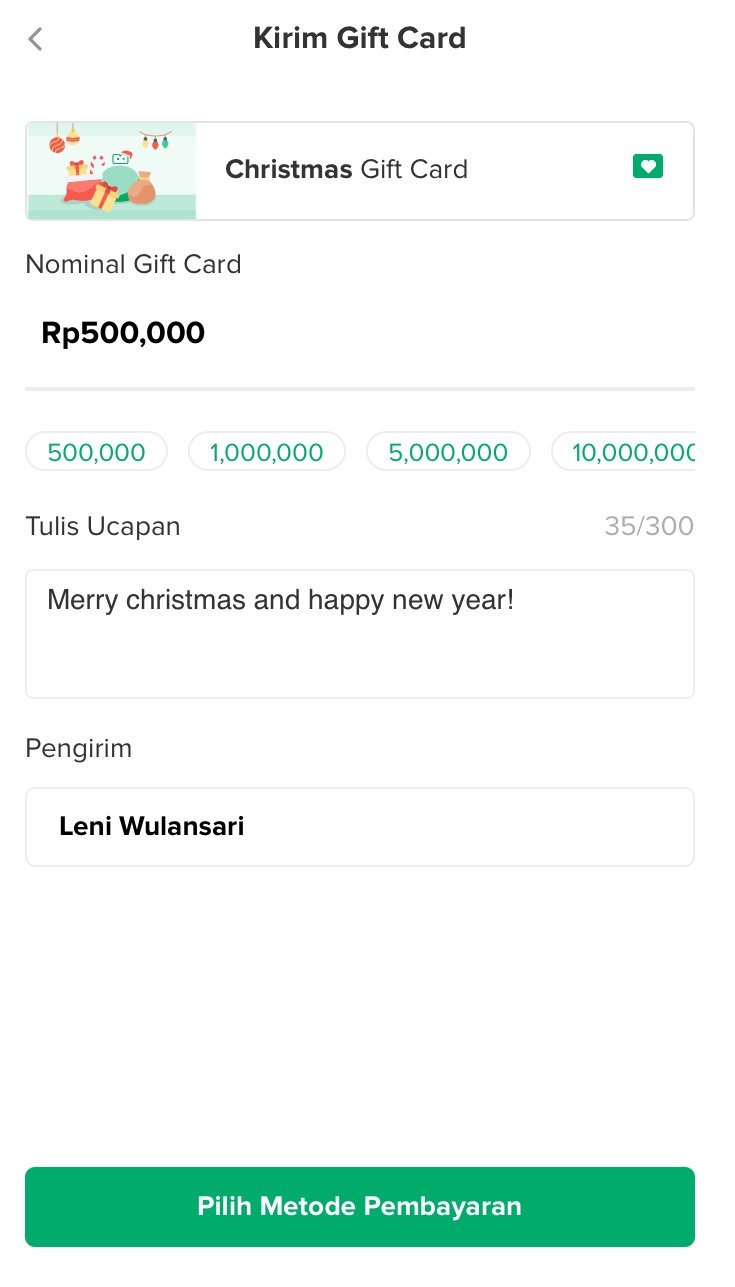 Kirim Gift Card
Christmas Gift Card
Nominal Gift Card
Rp500,000
500,000 1,000,000 5,000,000 10,000,000
Tulis Ucapan 35/300
Merry christmas and happy new year!
Pengirim
Leni Wulansari
Pilih Metode Pembayaran